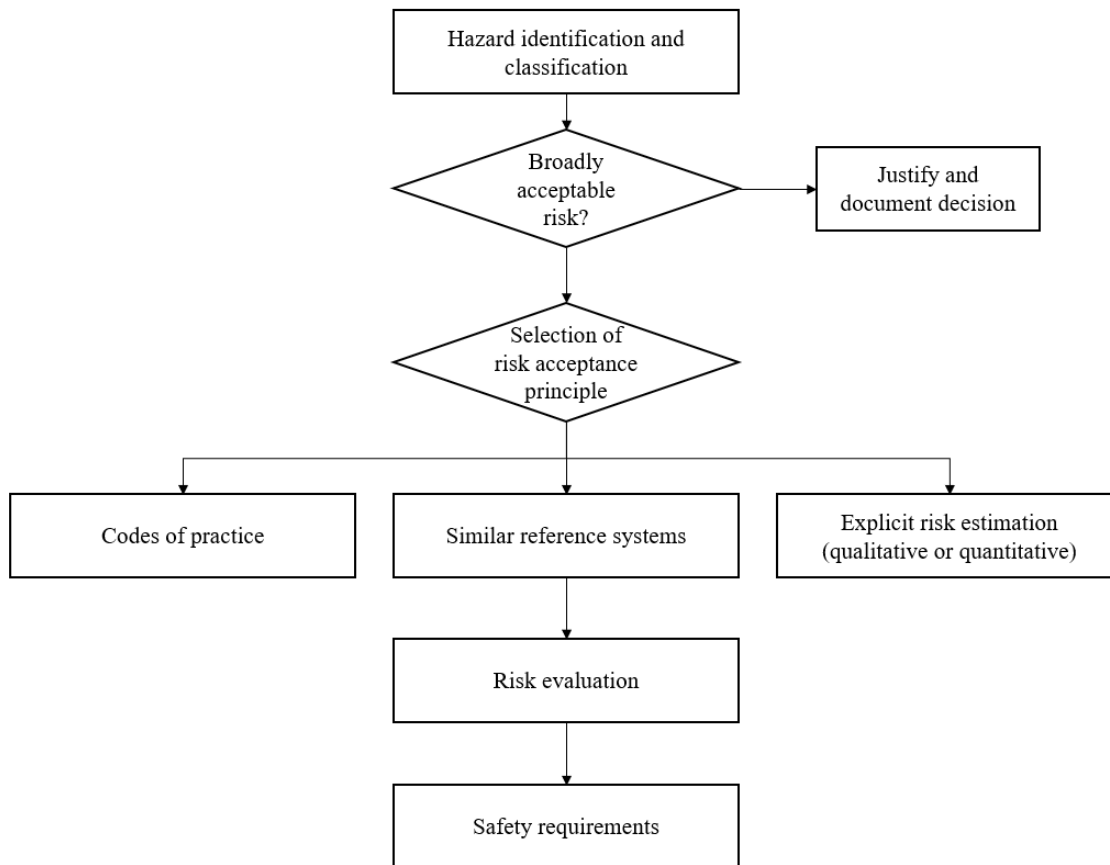 Hazard identification and
classification
Broadly
acceptable
risk?
Justify and
document decision
Selection of
risk acceptance
principle
Codes of practice
Similar reference systems
Explicit risk estimation
(qualitative or quantitative)
Risk evaluation
Safety requirements